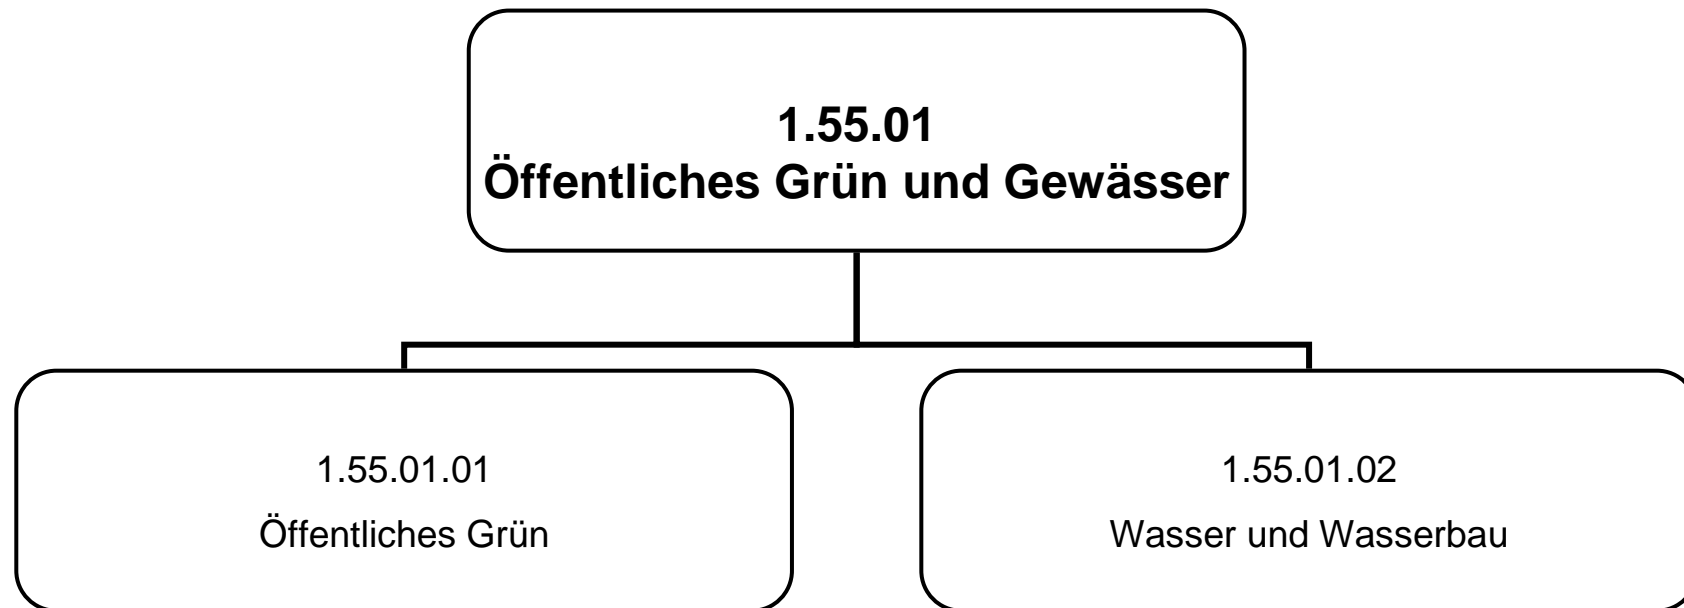 1.55.01
Öffentliches Grün und Gewässer
1.55.01.01
Öffentliches Grün
1.55.01.02
Wasser und Wasserbau